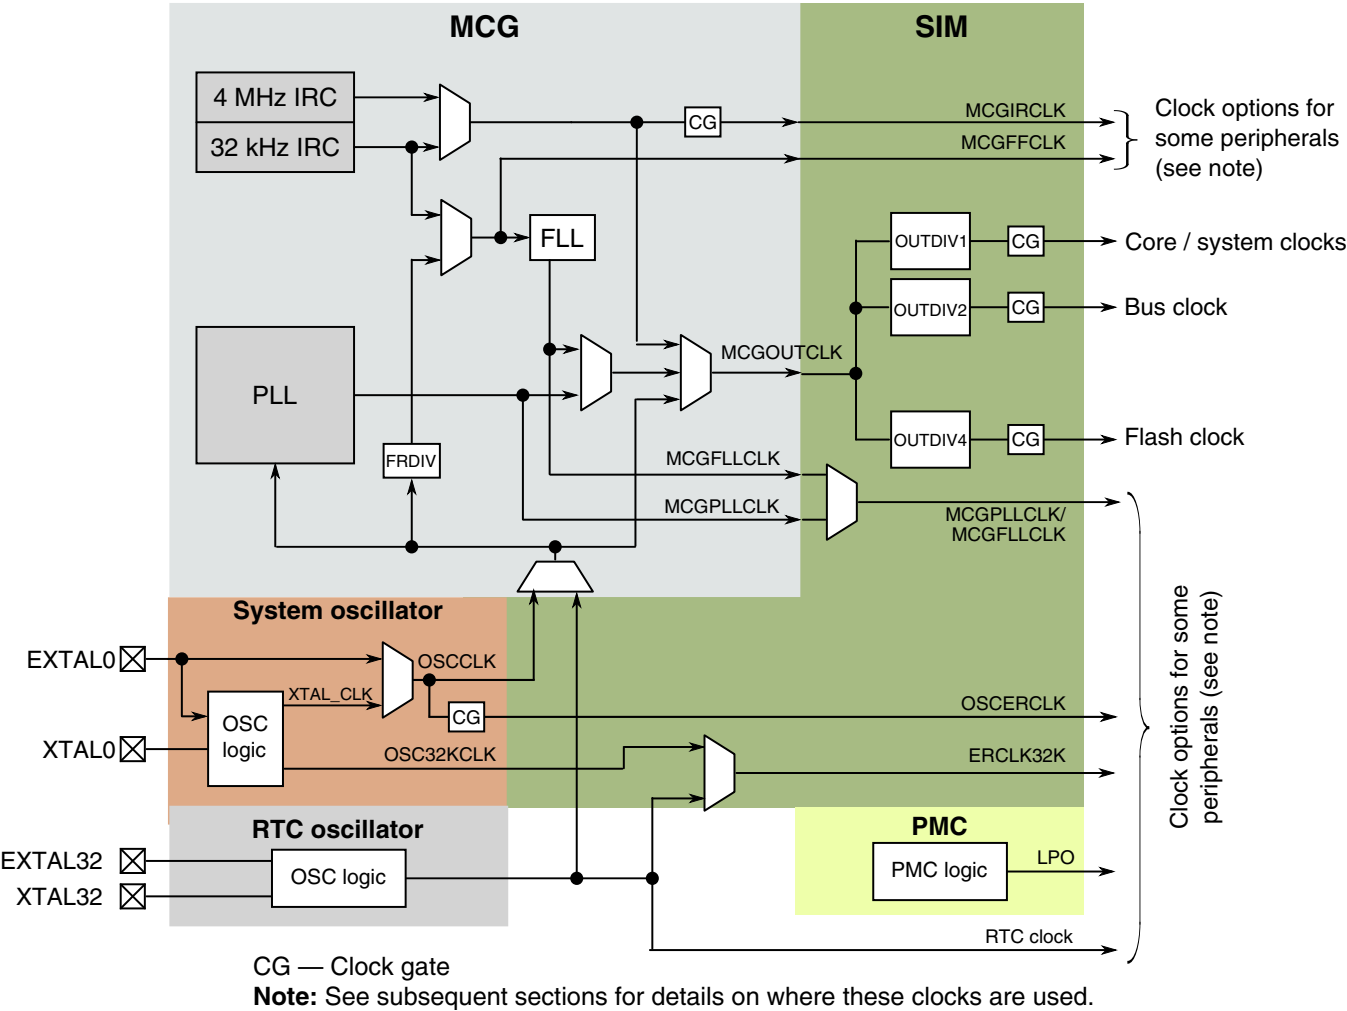 MCG
SIM
4 MHz IRC
32 kHz IRC
CG
MCGIRCLK
MCGFFCLK
Clock options for
some peripherals
(see note)
FLL
OUTDIV1
CG
Core / system clocks
OUTDIV2
CG
Bus clock
MCGOUTCLK
PLL
OUTDIV4
CG
Flash clock
FRDIV
MCGFLLCLK
MCGPLLCLK
MCGPLLCLK/
MCGFLLCLK
System oscillator
EXTAL0
OSCCLK
XTAL_CLK
OSC
logic
CG
XTAL0
OSC32KCLK
OSCERCLK
ERCLK32K
Clock options for some
peripherals (see note)
RTC oscillator
EXTAL32
XTAL32
OSC logic
PMC
PMC logic
LPO
RTC clock
CG — Clock gate
Note: See subsequent sections for details on where these clocks are used.